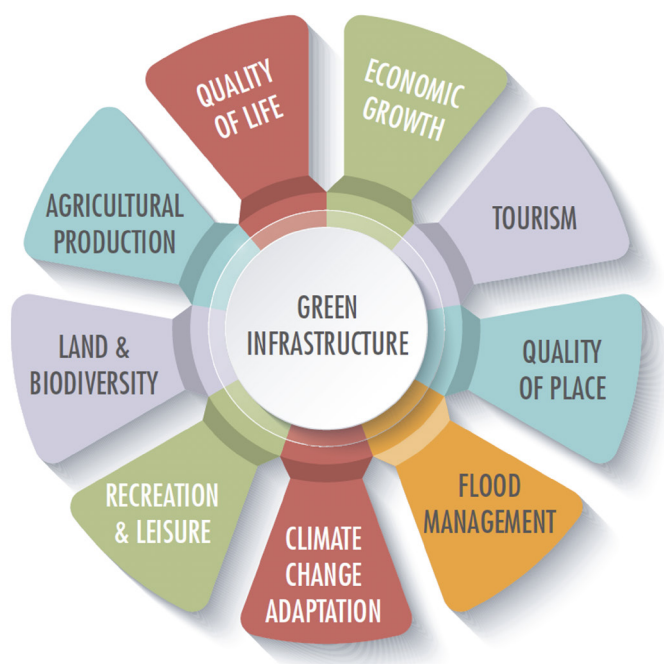 QUALITY
OF LIFE
ECONOMIC
GROWTH
TOURISM
QUALITY
OF PLACE
FLOOD
MANAGEMENT
CLIMATE
CHANGE
ADAPTATION
RECREATION
& LEISURE
LAND &
BIODIVERSITY
AGRICULTURAL
PRODUCTION
GREEN
INFRASTRUCTURE